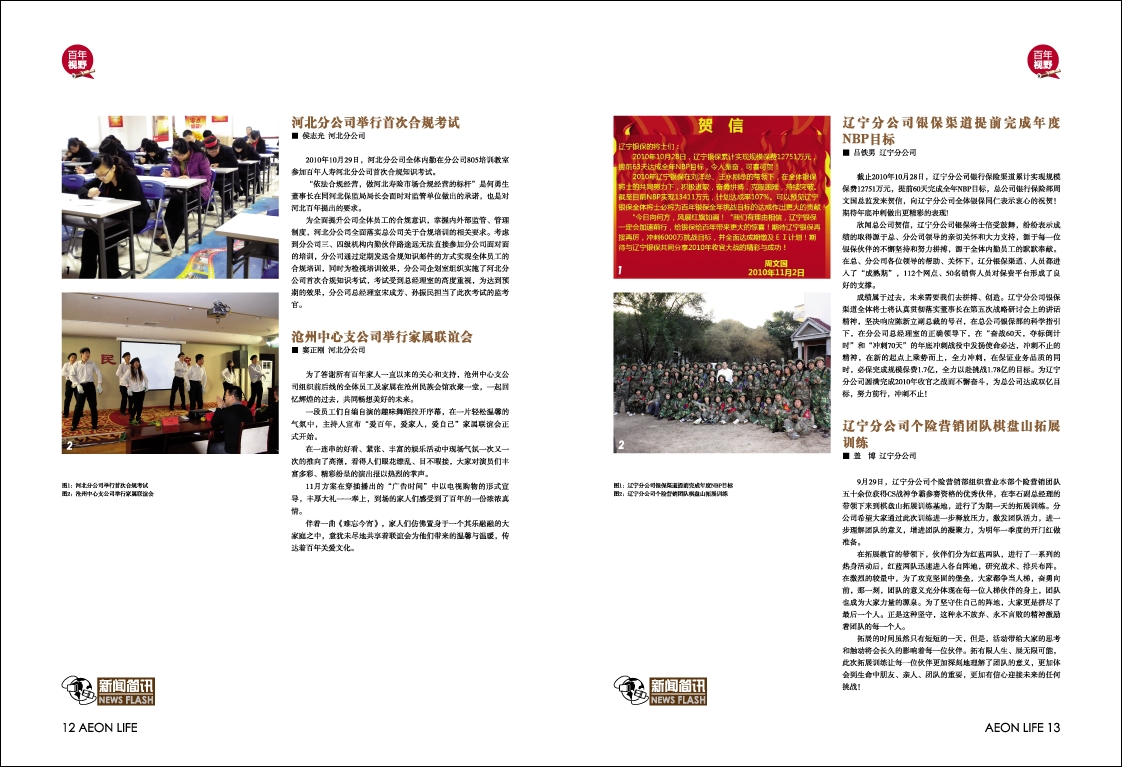 百年
视野
河北分公司举行首次合规考试
■ 侯志光 河北分公司
2010年10月29日，河北分公司全体内勤在分公司805培训教室
参加百年人寿河北分公司首次合规知识考试。
“依法合规经营，做河北寿险市场合规经营的标杆”是何勇生
董事长在同河北保监局局长会面时对监管单位做出的承诺，也是对
河北百年提出的要求。
为全面提升公司全体员工的合规意识，掌握内外部监管、管理
制度，河北分公司全面落实总公司关于合规培训的相关要求。考虑
到分公司三、四级机构内勤伙伴路途远无法直接参加分公司面对面
的培训，分公司通过定期发送合规知识邮件的方式实现全体员工的
合规培训，同时为检视培训效果，分公司企划室组织实施了河北分
公司首次合规知识考试，考试受到总经理室的高度重视，为达到预
期的效果，分公司总经理室宋成方、孙振民担当了此次考试的监考
官。
沧州中心支公司举行家属联谊会
■ 窦正刚 河北分公司
为了答谢所有百年家人一直以来的关心和支持，沧州中心支公
司组织前后线的全体员工及家属在沧州民族会馆欢聚一堂，一起回
忆辉煌的过去，共同畅想美好的未来。
一段员工们自编自演的趣味舞蹈拉开序幕，在一片轻松温馨的
气氛中，主持人宣布“爱百年，爱家人，爱自己”家属联谊会正
式开始。
在一连串的好看、紧张、丰富的娱乐活动中现场气氛一次又一
次的推向了高潮，看得人们眼花缭乱、目不暇接，大家对演员们丰
富多彩、精彩纷呈的演出报以热烈的掌声。
11月方案在穿插播出的“广告时间”中以电视购物的形式宣
导，丰厚大礼一一奉上，到场的家人们感受到了百年的一份浓浓真
情。
伴着一曲《难忘今宵》，家人们仿佛置身于一个其乐融融的大
家庭之中，意犹未尽地共享着联谊会为他们带来的温馨与温暖，传
达着百年关爱文化。
2
图1：河北分公司举行首次合规考试
图2：沧州中心支公司举行家属联谊会
新闻简讯
NEWS FLASH
12 AEON LIFE
百年
视野
贺 信
辽宁银保的将士们：
2010年10月28日，辽宁银保累计实现规模保费12751万元，
提前63天达成全年NBP目标，令人振奋，可喜可贺！
截至目前NBP实现13411万元，计划达成率107%，可以预见辽宁
银保全体将士必将为百年银保全年挑战目标的达成作出更大的贡献
“今日向何方，风展红旗如画！”我们有理由相信，辽宁银保
一定会加速前行，给银保给百年带来更大的惊喜！期待辽宁银保再
接再厉，冲刺6000万挑战目标，并全面达成期缴及ＥＩ计划！期
待与辽宁银保共同分享2010年收官大战的精彩与成功！
周文国
2010年11月2日
1
2
图1：辽宁分公司银保渠道提前完成年度NBP目标
图2：辽宁分公司个险营销团队棋盘山拓展训练
辽宁分公司银保渠道提前完成年度
NBP目标
■ 吕铁男 辽宁分公司
截止2010年10月28日，辽宁分公司银行保险渠道累计实现规模
保费12751万元，提前60天完成全年NBP目标，总公司银行保险部周
文国总监发来贺信，向辽宁分公司全体银保同仁表示衷心的祝贺！
期待年底冲刺做出更精彩的表现!
欣闻总公司贺信，辽宁分公司银保将士倍受鼓舞，纷纷表示成
绩的取得源于总、分公司领导的亲切关怀和大力支持，源于每一位
银保伙伴的不懈坚持和努力拼搏，源于全体内勤员工的默默奉献。
在总、分公司各位领导的帮助、关怀下，辽分银保渠道、人员都进
入了“成熟期”，112个网点、50名销售人员对保费平台形成了良
好的支撑。
成绩属于过去，未来需要我们去拼搏、创造。辽宁分公司银保
渠道全体将士将认真贯彻落实董事长在第五次战略研讨会上的讲话
精神，坚决响应陈新立副总裁的号召，在总公司银保部的科学指引
下，在分公司总经理室的正确领导下，在“奋战60天，夺标倒计
时”和“冲刺70天”的年底冲刺战役中发扬使命必达，冲刺不止的
精神，在新的起点上乘势而上，全力冲刺，在保证业务品质的同
时，必保完成规模保费1.7亿，全力以赴挑战1.78亿的目标。为辽宁
分公司圆满完成2010年收官之战而不懈奋斗，为总公司达成双亿目
标，努力前行，冲刺不止!
辽宁分公司个险营销团队棋盘山拓展
训练
■ 盖 博 辽宁分公司
9月29日，辽宁分公司个险营销部组织营业本部个险营销团队
五十余位获得CS战神争霸参赛资格的优秀伙伴，在李石副总经理的
带领下来到棋盘山拓展训练基地，进行了为期一天的拓展训练。分
公司希望大家通过此次训练进一步释放压力，激发团队活力，进一
步理解团队的意义，增进团队的凝聚力，为明年一季度的开门红做
准备。
在拓展教官的带领下，伙伴们分为红蓝两队，进行了一系列的
热身活动后，红蓝两队迅速进入各自阵地，研究战术、排兵布阵。
在激烈的较量中，为了攻克坚固的堡垒，大家都争当人梯，奋勇向
前，那一刻，团队的意义充分体现在每一位人梯伙伴的身上，团队
也成为大家力量的源泉。为了坚守住自己的阵地，大家更是拼尽了
最后一个人。正是这种坚守，这种永不放弃、永不言败的精神激励
着团队的每一个人。
拓展的时间虽然只有短短的一天，但是，活动带给大家的思考
和触动将会长久的影响着每一位伙伴。拓有限人生、展无限可能，
此次拓展训练让每一位伙伴更加深刻地理解了团队的意义，更加体
会到生命中朋友、亲人、团队的重要，更加有信心迎接未来的任何
挑战！
新闻简讯
NEWS FLASH
AEON LIFE 13